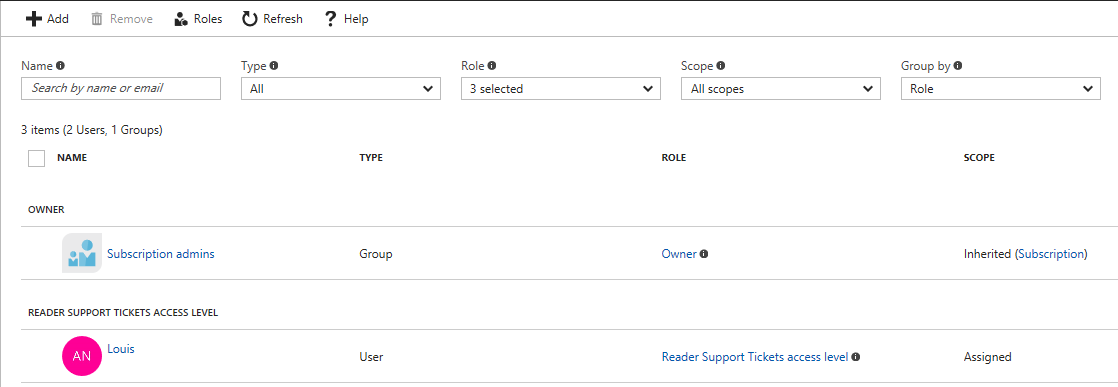 Add Remove Roles Refresh Help
Name Type Role Scope Group by
Search by name or email All 3 selected All scopes Role
3 items (2 Users, 1 Groups)
NAME TYPE ROLE SCOPE
OWNER
Subscription admins Group Owner Inherited (Subscription)
READER SUPPORT TICKETS ACCESS LEVEL
AN Louis User Reader Support Tickets access level Assigned